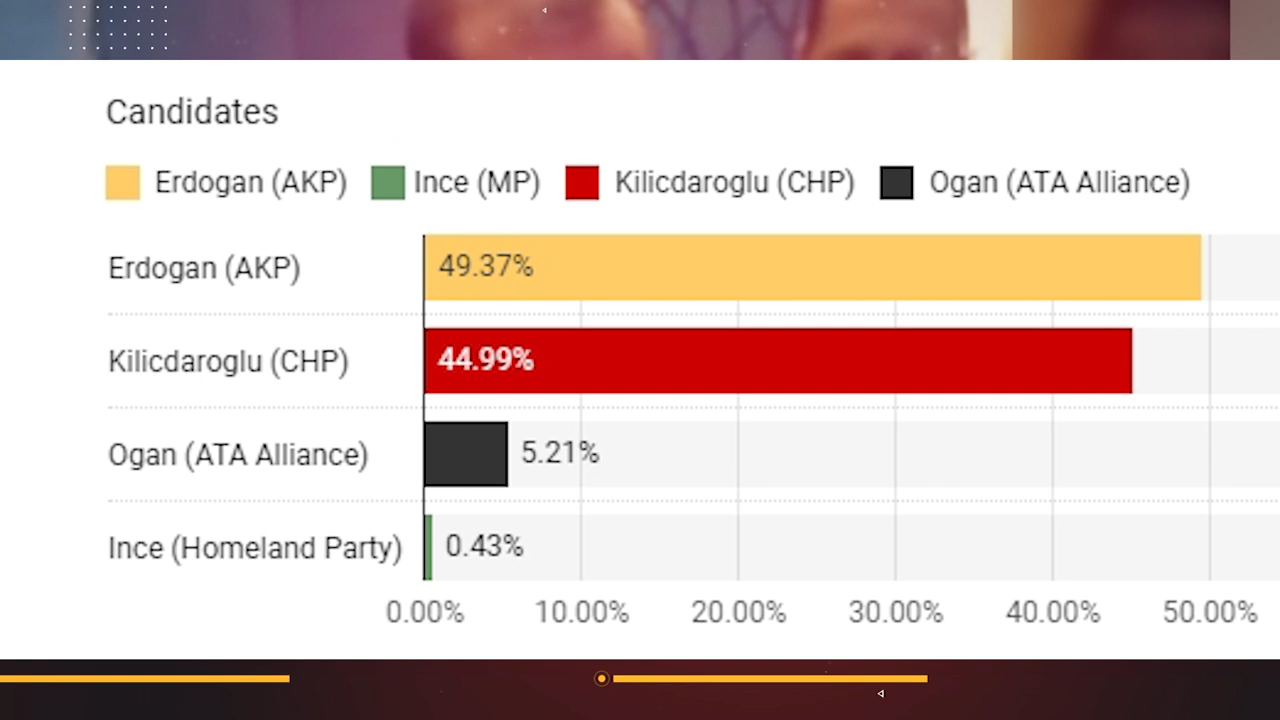 Candidates
Erdogan (AKP) Ince (MP) Kilicdaroglu (CHP) Ogan (ATA Alliance)
Erdogan (AKP) 49.37%
Kilicdaroglu (CHP) 44.99%
Ogan (ATA Alliance) 5.21%
Ince (Homeland Party) 0.43%
0.00% 10.00% 20.00% 30.00% 40.00% 50.00%